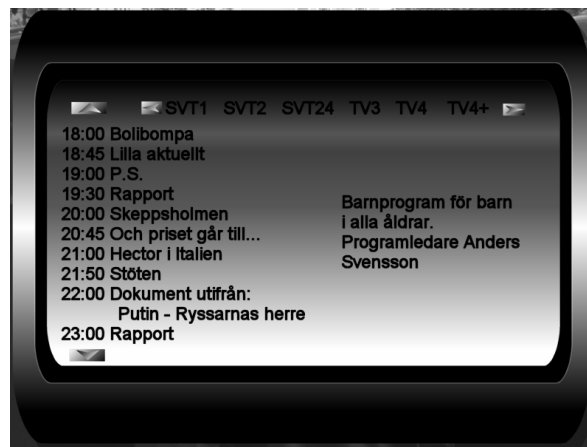 SVT1 SVT2 SVT24 TV3 TV4 TV4+
18:00 Bolibompa
18:45 Lilla aktuellt
19:00 P.S.
19:30 Rapport
20:00 Skeppsholmen
20:45 Och priset går till...
21:00 Hector i Italien
21:50 Stöten
22:00 Dokument utifrån:
Putin - Ryssarnas herre
23:00 Rapport
Barnprogram för barn
i alla åldrar.
Programledare Anders
Svensson